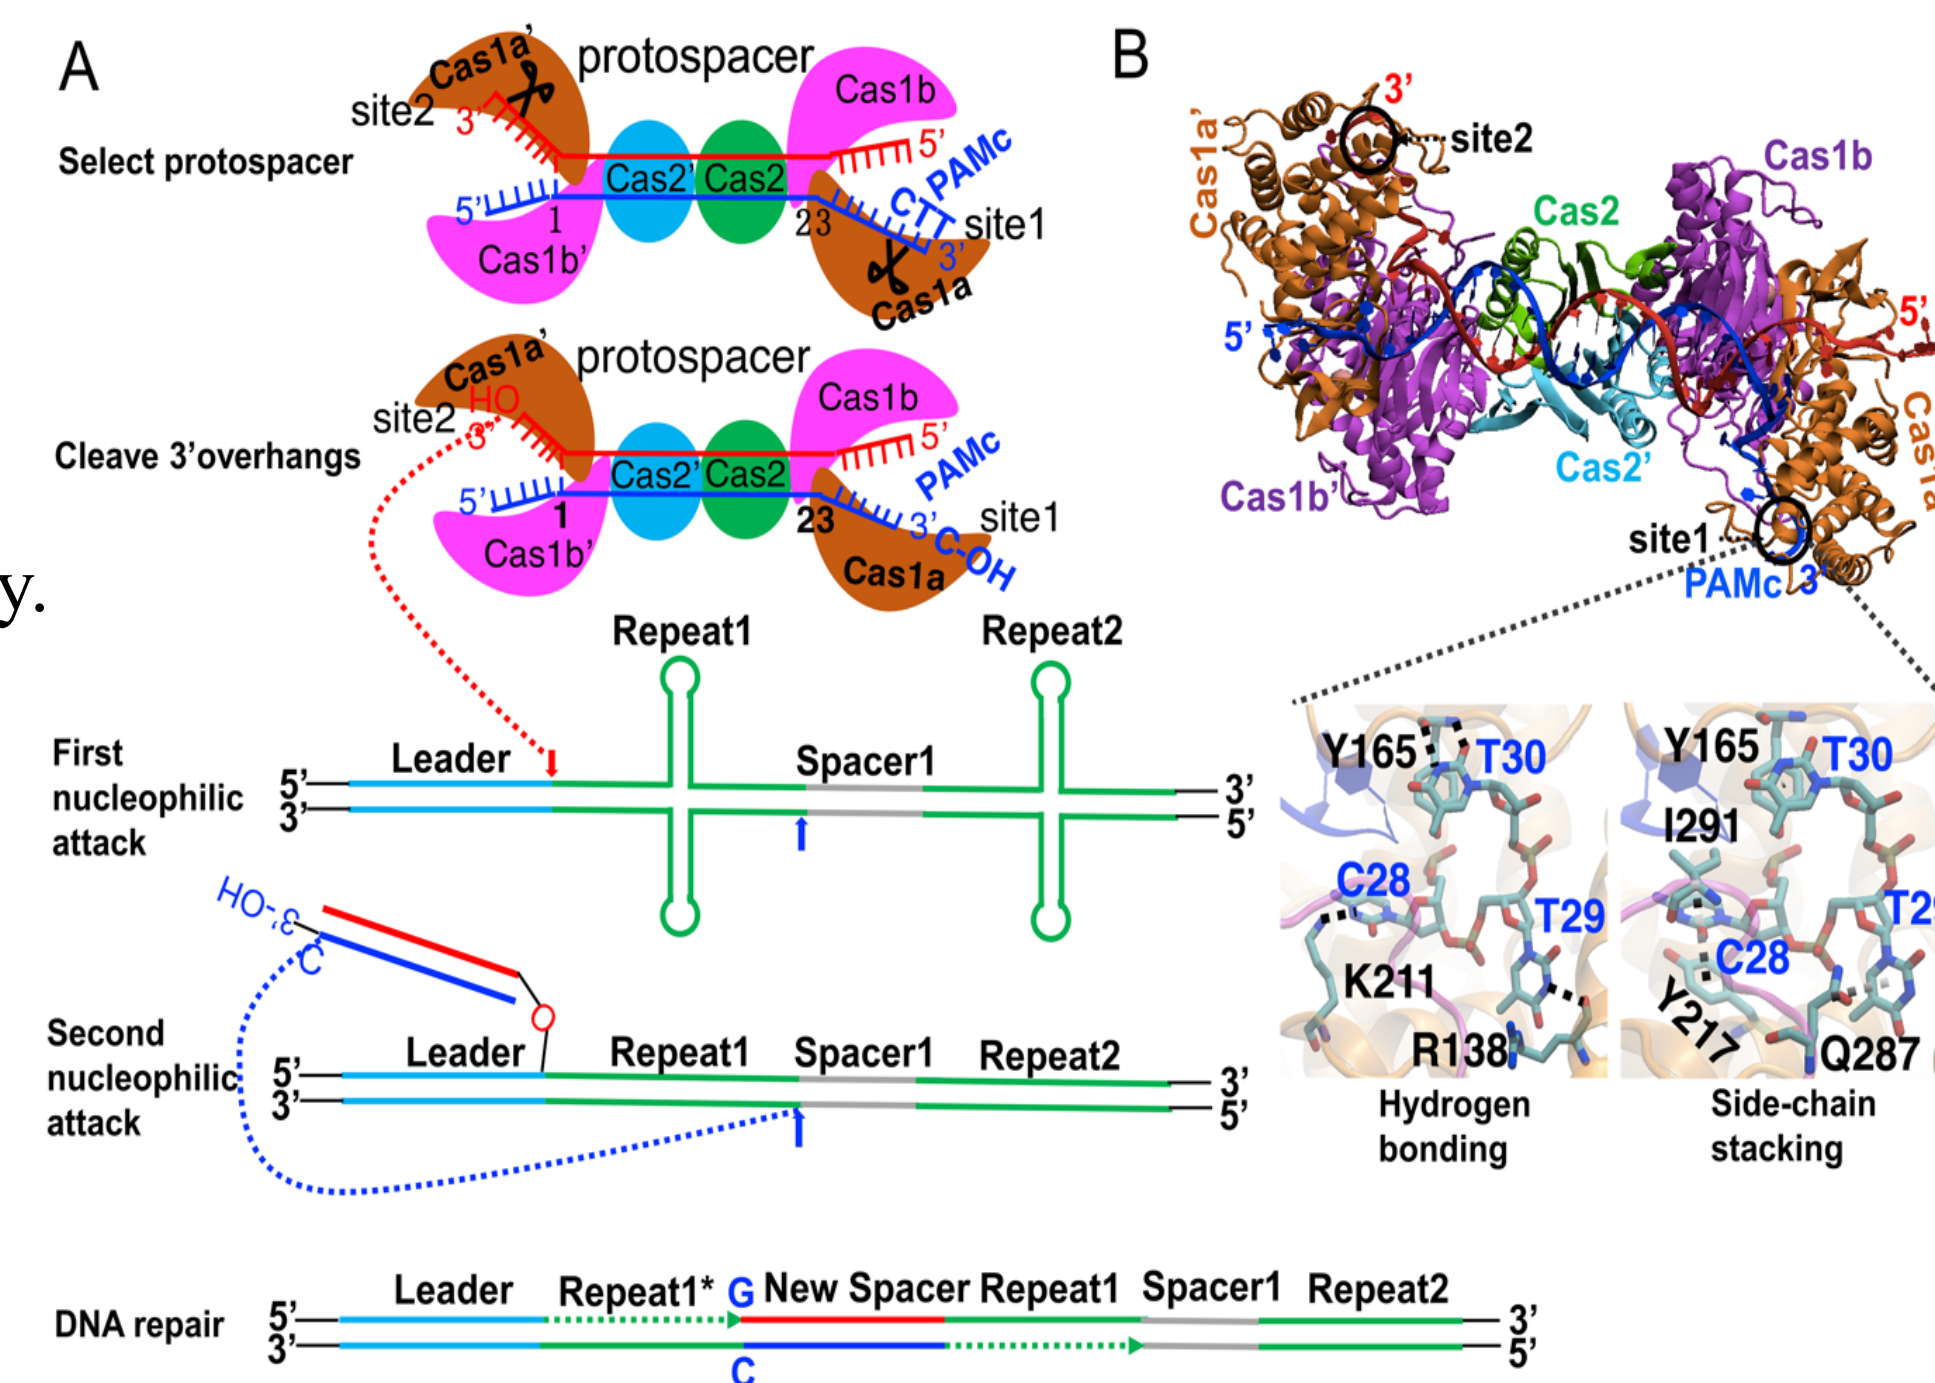 A
Cas1a’
protospacer
Cas1b
site2
3’
5’
PAMc
Select protospacer
Cas2’
Cas2
CTT
5’
1
23
site1
3’
Cas1b’
Cas1a
Cas1a’
protospacer
Cas1b
HO
site2
3’
5’
PAMc
Cleave 3’overhangs
Cas2’
Cas2
5’
1
23
3’
C-OH
site1
Cas1b’
Cas1a
y.
Repeat1
Repeat2
First
nucleophilic
attack
Leader
Spacer1
5’
3’
3’
5’
HO-3’
C
Second
nucleophilic
attack
Leader
Repeat1
Spacer1
Repeat2
5’
3’
3’
5’
DNA repair
Leader
Repeat1*
G
New Spacer
Repeat1
Spacer1
Repeat2
5’
3’
3’
5’
C
B
3’
Cas1a’
site2
Cas1b
Cas2
5’
5’
Cas2’
Cas1b’
Cas1a
site1
PAMc
3’
Y165
T30
C28
T29
K211
R138
Hydrogen
bonding
Y165
T30
I291
T29
C28
Y217
Q287
Side-chain
stacking